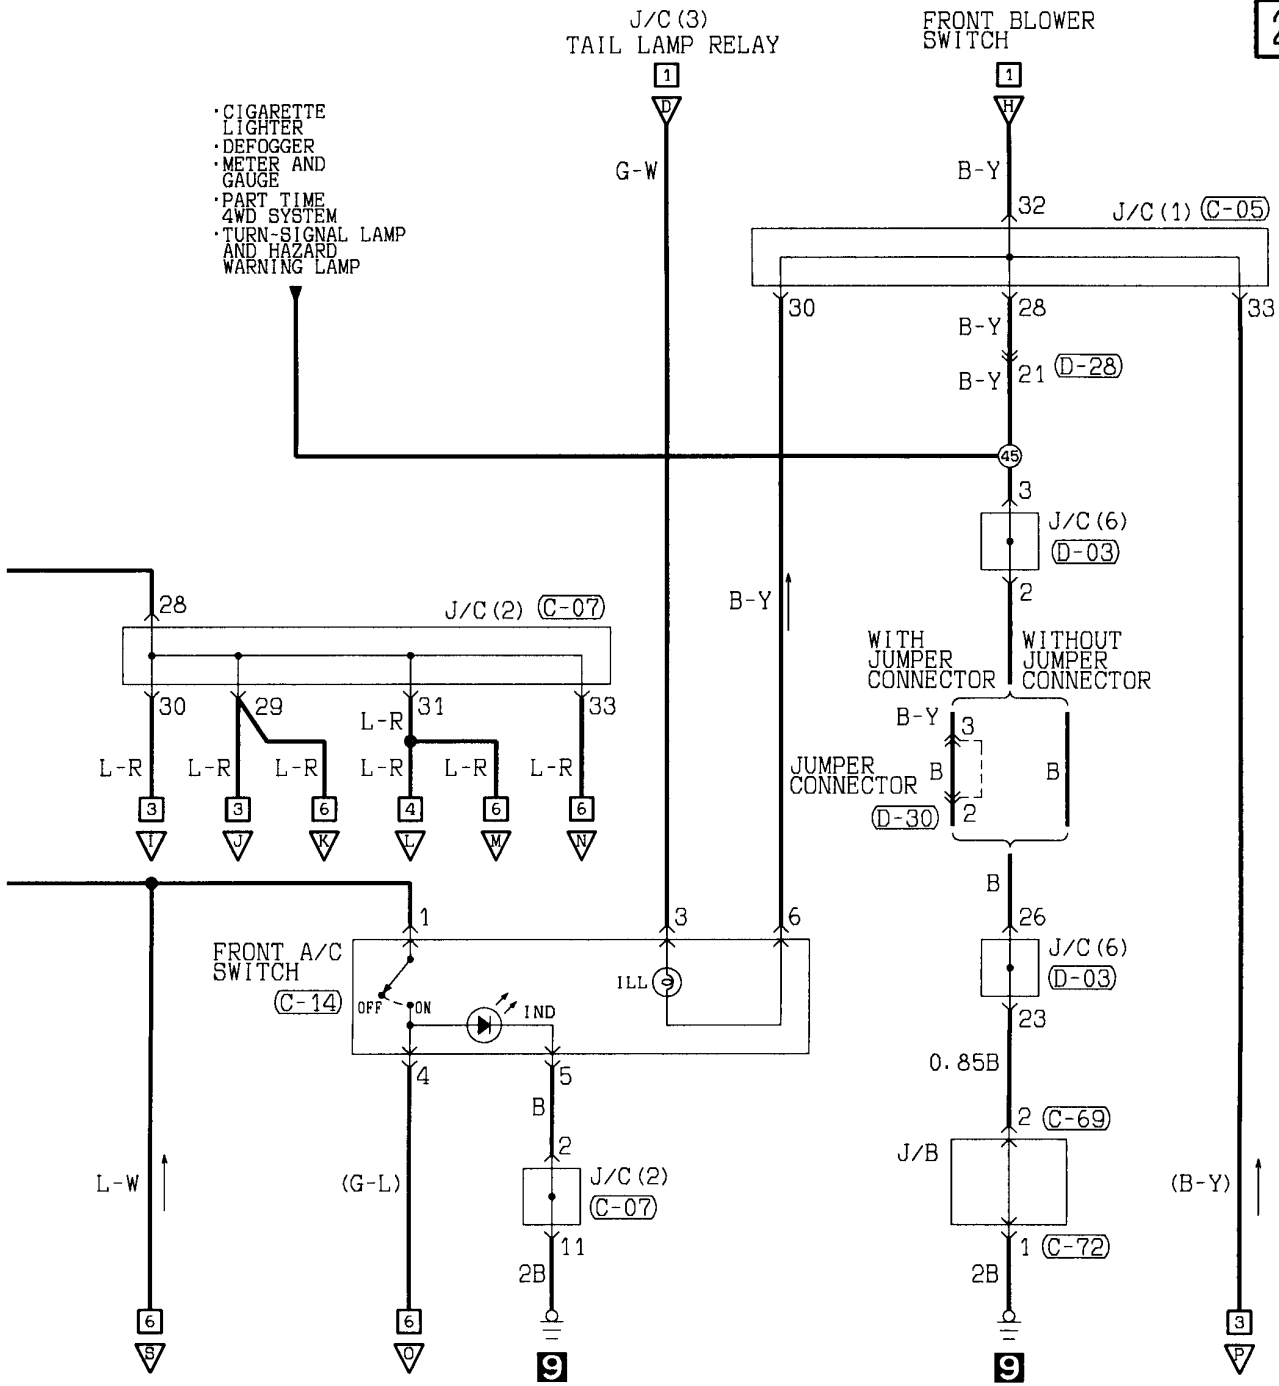 J/C(3)
TAIL LAMP RELAY
FRONT BLOWER
SWITCH
2
1
D
1
H
·CIGARETTE
LIGHTER
·DEFOGGER
·METER AND
GAUGE
·PART TIME
4WD SYSTEM
·TURN-SIGNAL LAMP
AND HAZARD
WARNING LAMP
G-W
B-Y
32
J/C(1) C-05
30
28
33
B-Y
B-Y
21 D-28
45
3
J/C(6)
D-03
2
B-Y
28
J/C(2) C-07
30
29
31
33
L-R
L-R
L-R
L-R
L-R
L-R
L-R
3
3
6
4
6
6
I
J
K
L
M
N
WITH
JUMPER
CONNECTOR
WITHOUT
JUMPER
CONNECTOR
B-Y
3
JUMPER
CONNECTOR
B
B
D-30
2
B
26
J/C(6)
D-03
23
1
3
6
FRONT A/C
SWITCH
C-14
OFF
ON
IND
ILL
4
5
B
2
J/C(2)
C-07
11
2B
9
L-W
(G-L)
6
S
6
O
0.85B
2 C-69
J/B
1 C-72
2B
9
(B-Y)
3
P